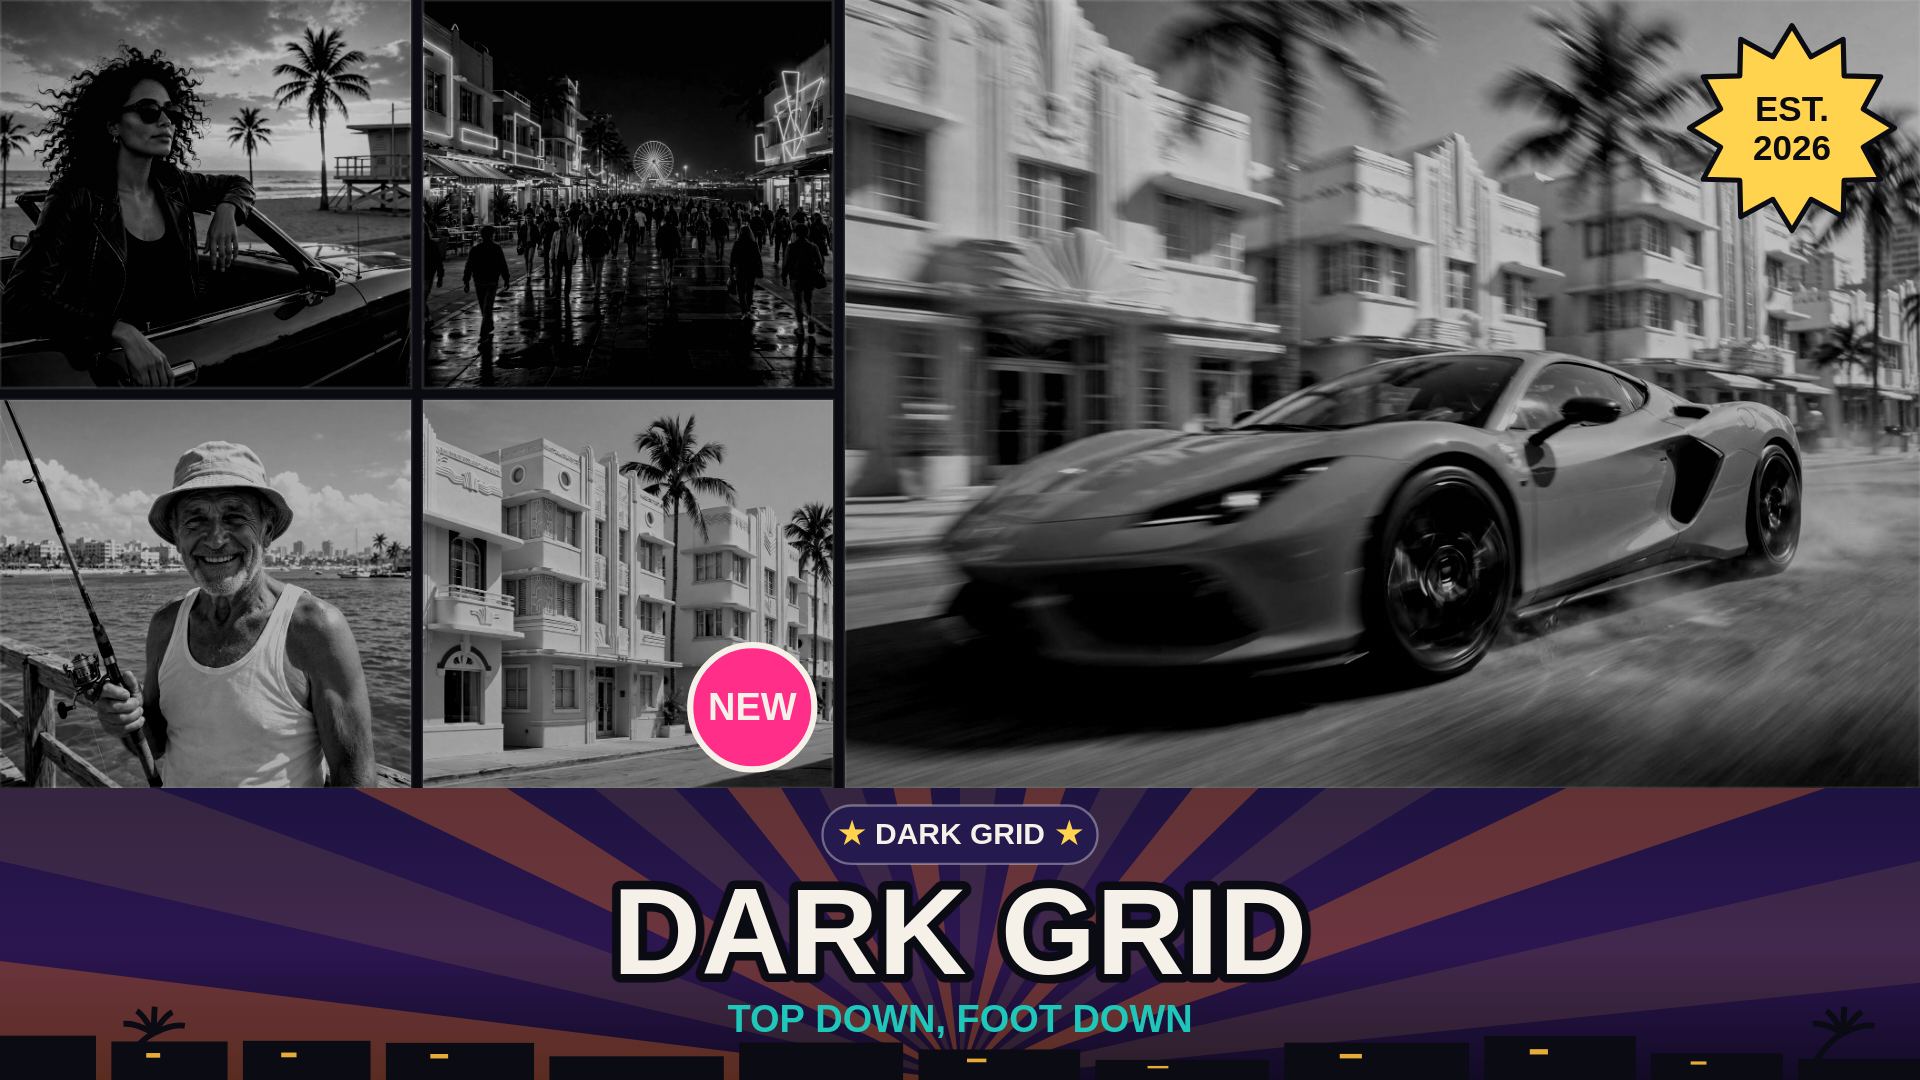 EST.
2026
NEW
★ DARK GRID ★
DARK GRID
TOP DOWN, FOOT DOWN